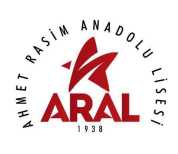 AHMET RASİM ANADOLU LİSESİ
ARAL
1938